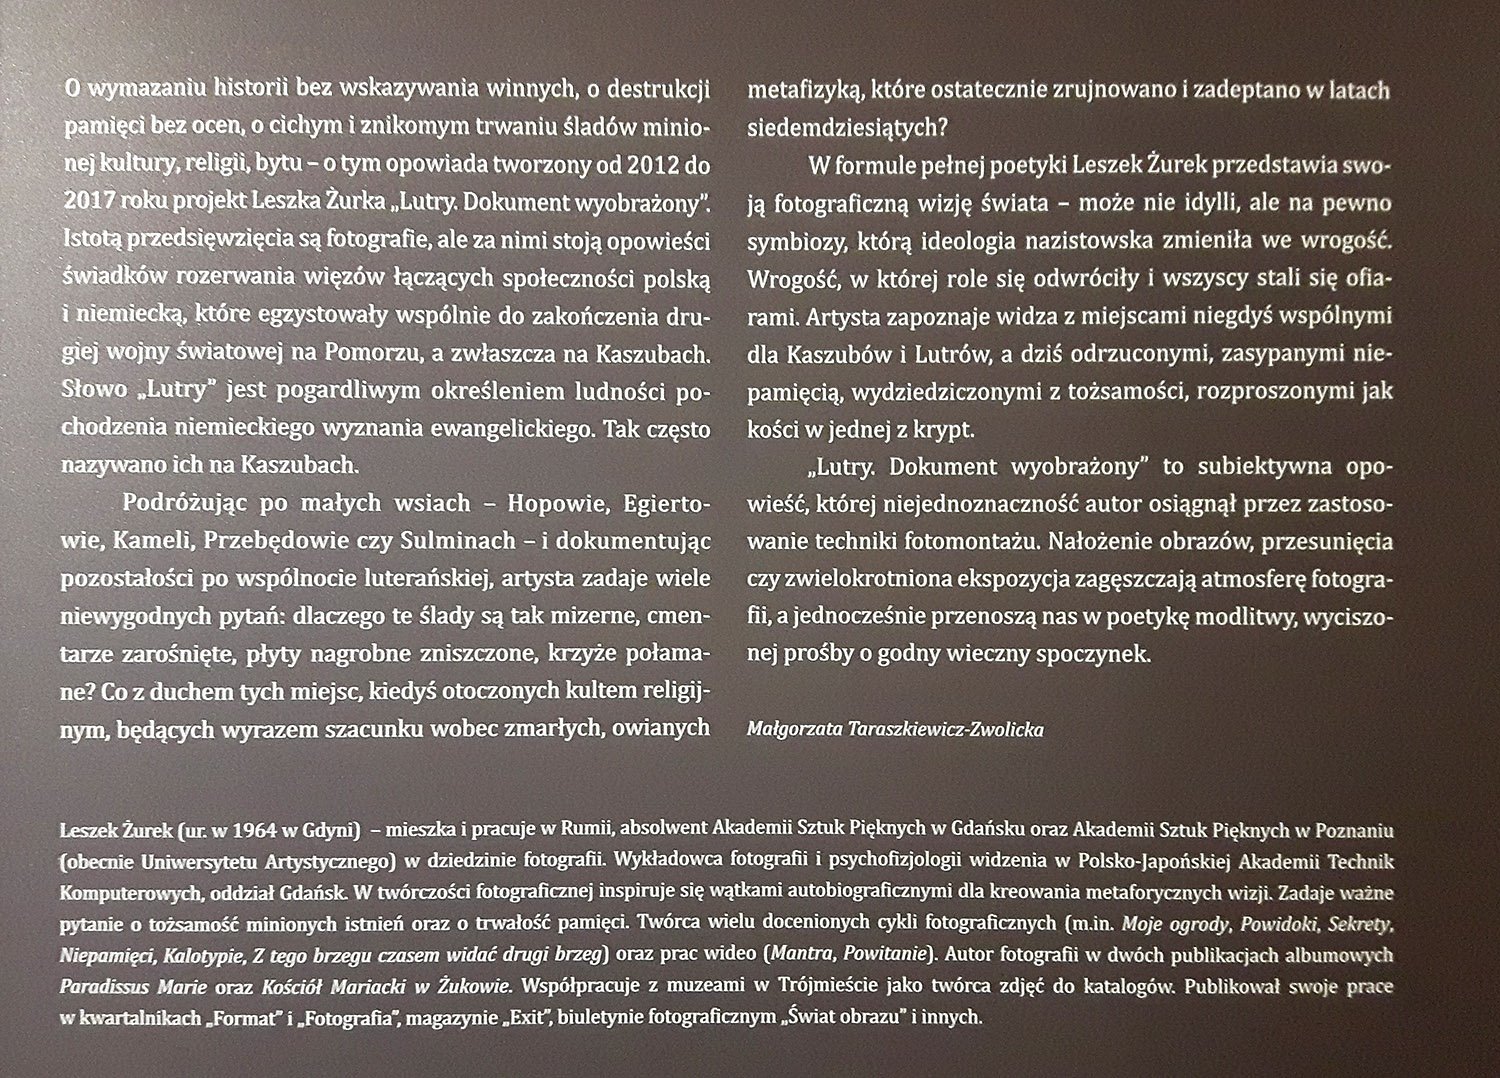 O wymazaniu historii bez wskazywania winnych, o destrukcji
pamięci bez ocen, o cichym i znikomym trwaniu śladów minio-
nej kultury, religii, bytu – o tym opowiada tworzony od 2012 do
2017 roku projekt Leszka Żurka „Lutry. Dokument wyobrażony”.
Istotą przedsięwzięcia są fotografie, ale za nimi stoją opowieści
świadków rozerwania więzów łączących społeczności polską
i niemiecką, które egzystowały wspólnie do zakończenia dru-
giej wojny światowej na Pomorzu, a zwłaszcza na Kaszubach.
Słowo „Lutry” jest pogardliwym określeniem ludności po-
chodzenia niemieckiego wyznania ewangelickiego. Tak często
nazywano ich na Kaszubach.
Podróżując po małych wsiach – Hopowie, Egierto-
wie, Kameli, Przebędowie czy Sulminach – i dokumentując
pozostałości po wspólnocie luterańskiej, artysta zadaje wiele
niewygodnych pytań: dlaczego te ślady są tak mizerne, cmen-
tarze zarośnięte, płyty nagrobne zniszczone, krzyże połama-
ne? Co z duchem tych miejsc, kiedyś otoczonych kultem religij-
nym, będących wyrazem szacunku wobec zmarłych, owianych
metafizyką, które ostatecznie zrujnowano i zadeptano w latach
siedemdziesiątych?
W formule pełnej poetyki Leszek Żurek przedstawia swo-
ją fotograficzną wizję świata – może nie idylli, ale na pewno
symbiozy, którą ideologia nazistowska zmieniła we wrogość.
Wrogość, w której role się odwróciły i wszyscy stali się ofia-
rami. Artysta zapoznaje widza z miejscami niegdyś wspólnymi
dla Kaszubów i Lutrów, a dziś odrzuconymi, zasypanymi nie-
pamięcią, wydziedziczonymi z tożsamości, rozproszonymi jak
kości w jednej z krypt.
„Lutry. Dokument wyobrażony” to subiektywna opo-
wieść, której niejednoznaczność autor osiągnął przez zastoso-
wanie techniki fotomontażu. Nałożenie obrazów, przesunięcia
czy zwielokrotniona ekspozycja zagęszczają atmosferę fotogra-
fii, a jednocześnie przenoszą nas w poetykę modlitwy, wyciszo-
nej prośby o godny wieczny spoczynek.
Małgorzata Taraszkiewicz-Zwolicka
Leszek Żurek (ur. w 1964 w Gdyni) – mieszka i pracuje w Rumii, absolwent Akademii Sztuk Pięknych w Gdańsku oraz Akademii Sztuk Pięknych w Poznaniu
(obecnie Uniwersytetu Artystycznego) w dziedzinie fotografii. Wykładowca fotografii i psychofizjologii widzenia w Polsko-Japońskiej Akademii Technik
Komputerowych, oddział Gdańsk. W twórczości fotograficznej inspiruje się wątkami autobiograficznymi dla kreowania metaforycznych wizji. Zadaje ważne
pytanie o tożsamość minionych istnień oraz o trwałość pamięci. Twórca wielu docenionych cykli fotograficznych (m.in. Moje ogrody, Powidoki, Sekrety,
Niepamięci, Kalotypie, Z tego brzegu czasem widać drugi brzeg) oraz prac wideo (Mantra, Powitanie). Autor fotografii w dwóch publikacjach albumowych
Paradissus Marie oraz Kościół Mariacki w Żukowie. Współpracuje z muzeami w Trójmieście jako twórca zdjęć do katalogów. Publikował swoje prace
w kwartalnikach „Format” i „Fotografia”, magazynie „Exit”, biuletynie fotograficznym „Świat obrazu” i innych.